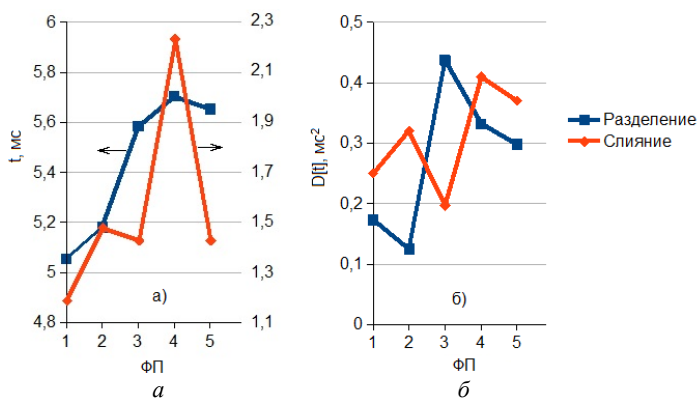 6
5,8
5,6
5,4
5,2
5
4,8
t, мс
2,3
2,1
1,9
1,7
1,5
1,3
1,1
а)
1 2 3 4 5
ФП
а
0,5
0,4
0,3
0,2
0,1
0
D[t], мс²
б)
1 2 3 4 5
ФП
б
Разделение
Слияние